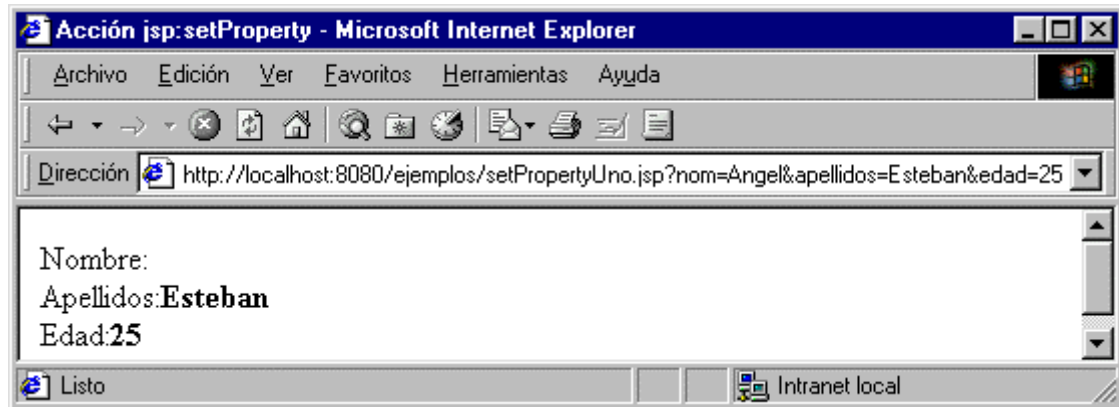 Acción jsp:setProperty - Microsoft Internet Explorer
Archivo Edición Ver Favoritos Herramientas Ayuda
Dirección http://localhost:8080/ejemplos/setPropertyUno.jsp?nom=Angel&apellidos=Esteban&edad=25
Nombre:
Apellidos:Esteban
Edad:25
Listo Intranet local